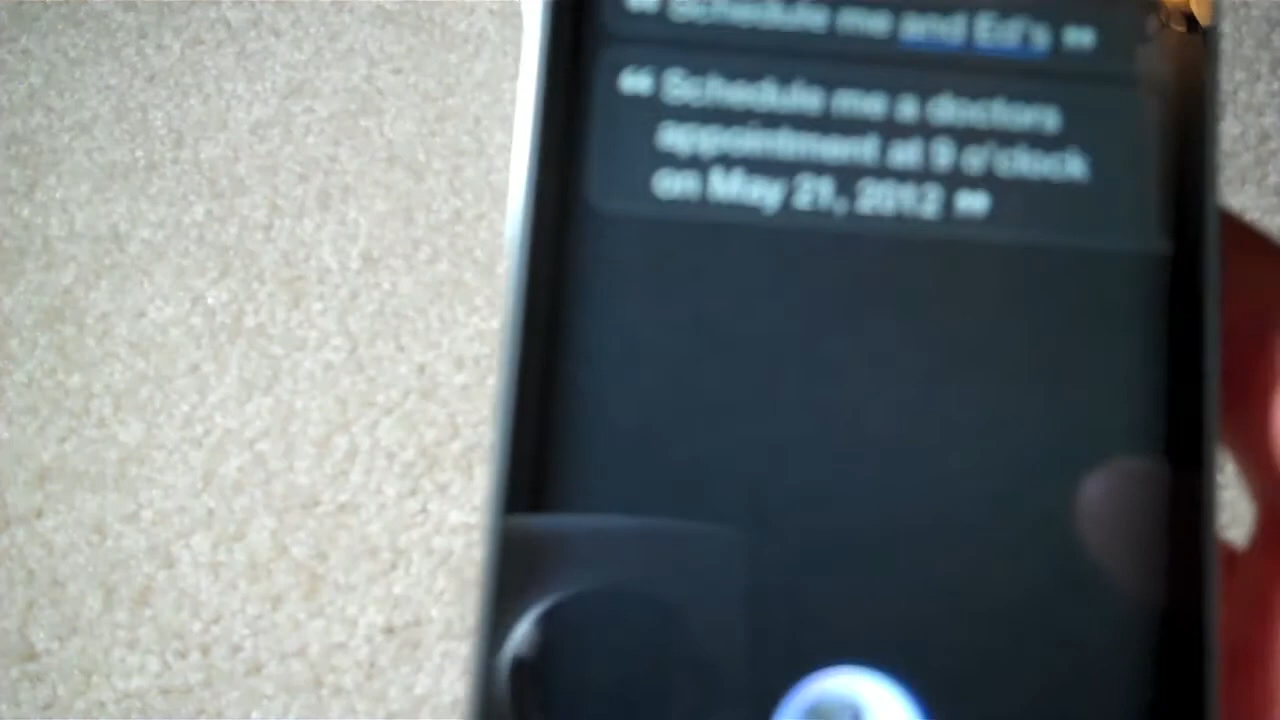 “ Schedule me and Ed's ”
“ Schedule me a doctors
appointment at 9 o'clock
on May 21, 2012 ”